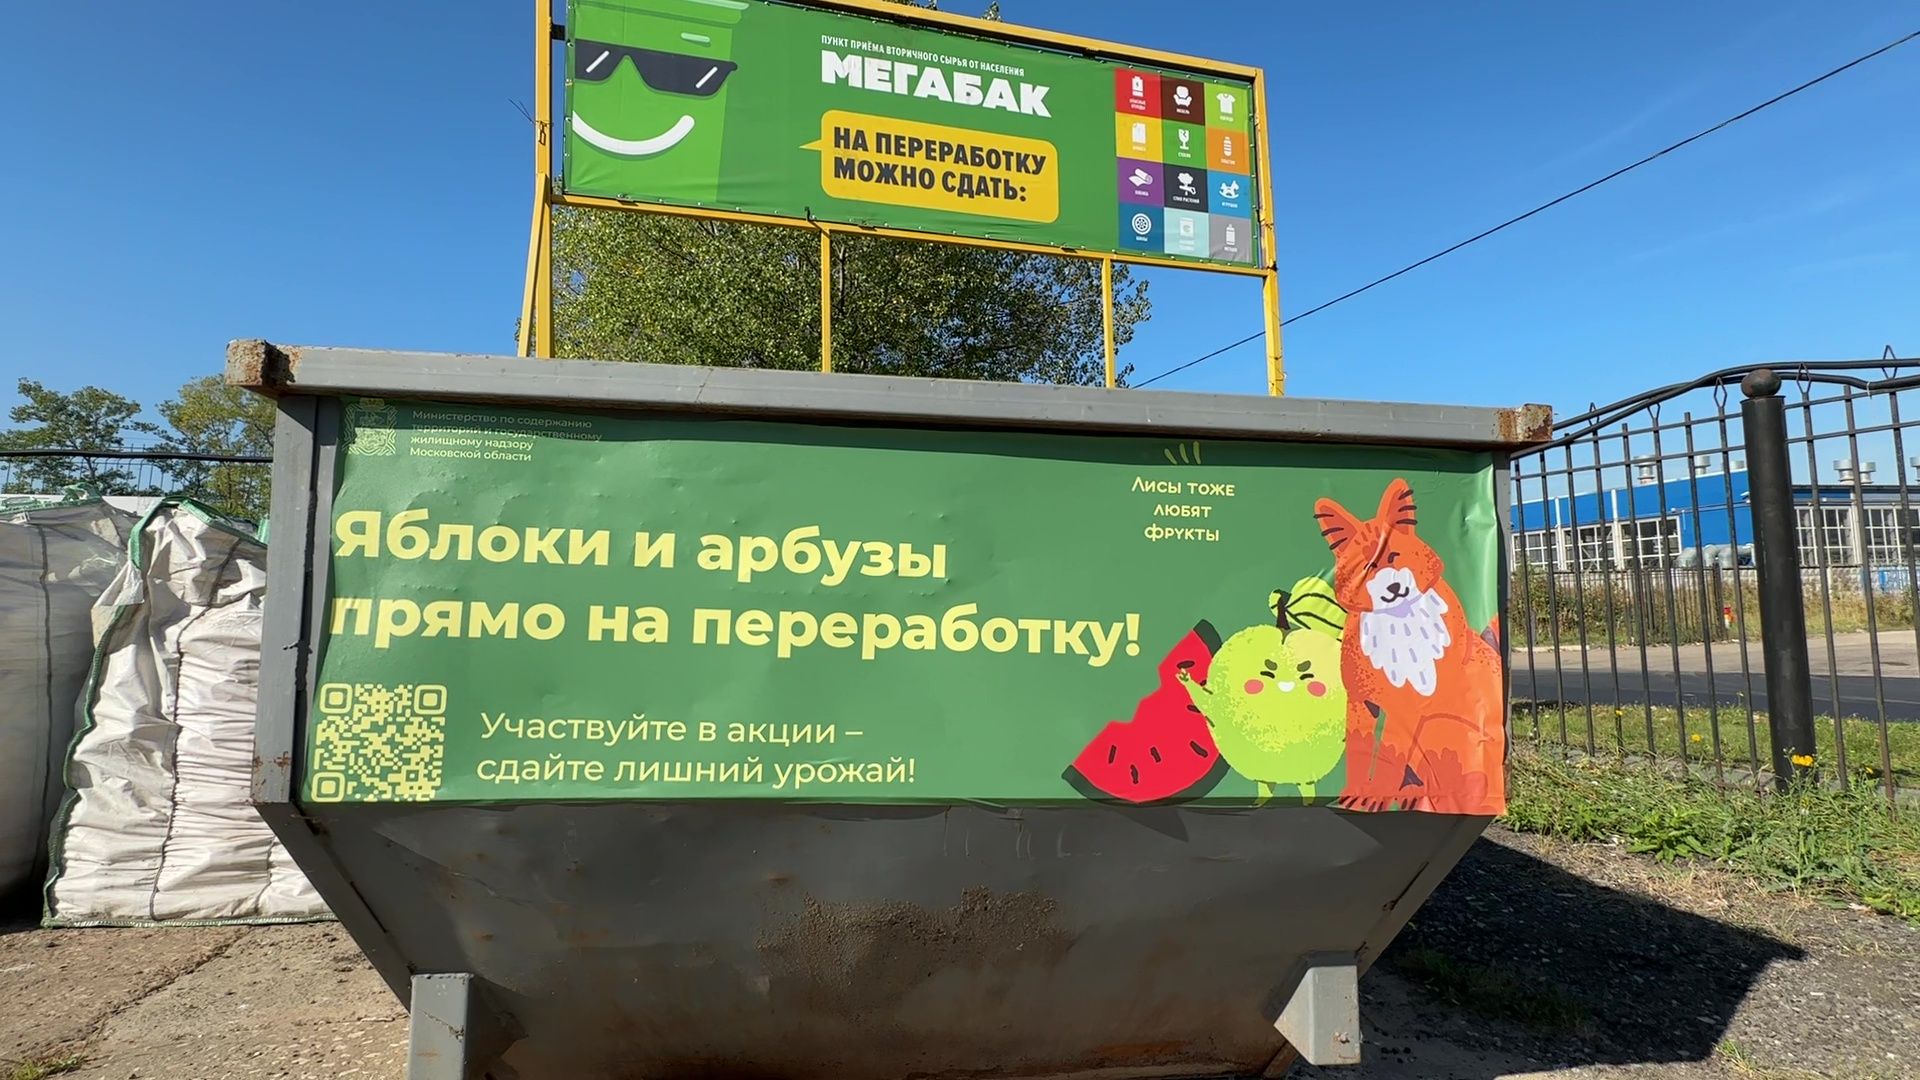 ПУНКТ ПРИЁМА ВТОРИЧНОГО СЫРЬЯ ОТ НАСЕЛЕНИЯ
МЕГАБАК
НА ПЕРЕРАБОТКУ
МОЖНО СДАТЬ:
Министерство по содержанию
территорий и государственному
жилищному надзору
Московской области
Лисы тоже
любят
фрукты
Яблоки и арбузы
прямо на переработку!
Участвуйте в акции –
сдайте лишний урожай!